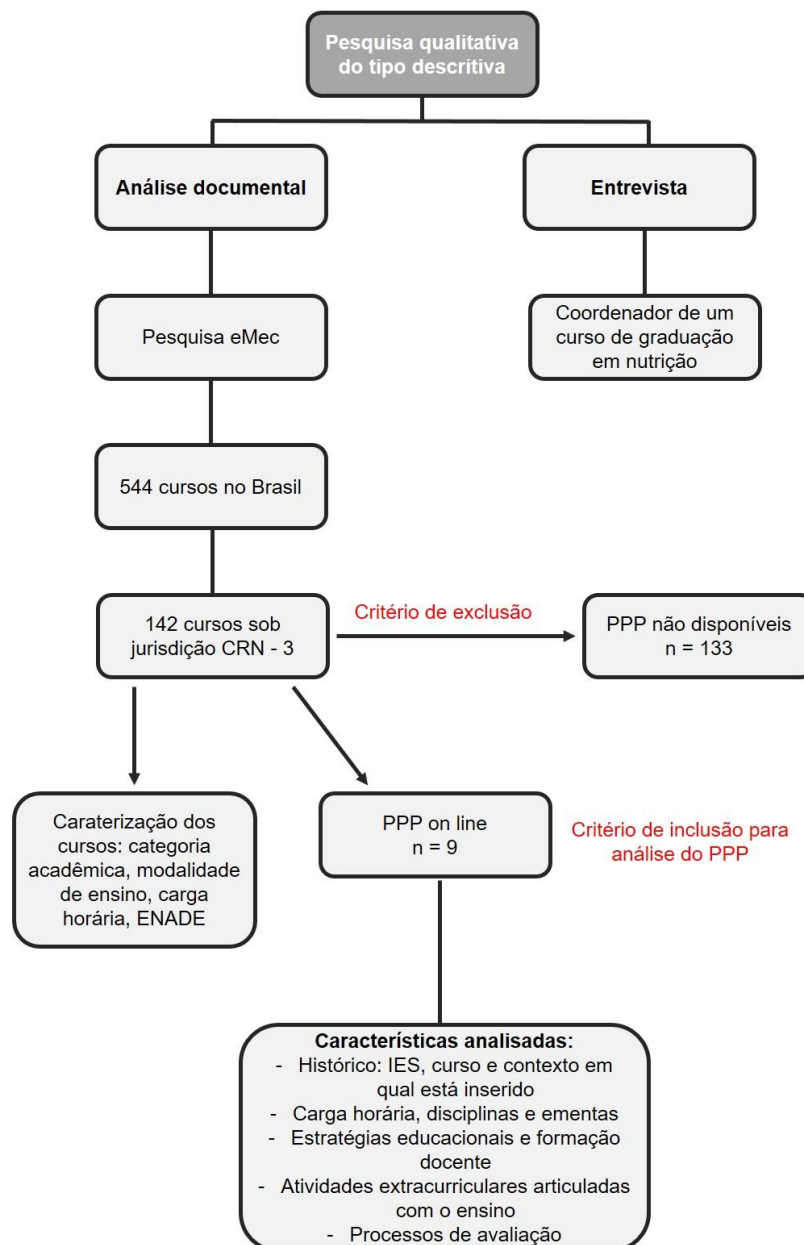 Pesquisa qualitativa
do tipo descritiva
Análise documental
Entrevista
Pesquisa eMec
Coordenador de um
curso de graduação
em nutrição
544 cursos no Brasil
142 cursos sob
jurisdição CRN - 3
Critério de exclusão
PPP não disponíveis
n = 133
Caraterização dos
cursos: categoria
acadêmica, modalidade
de ensino, carga
horária, ENADE
PPP on line
n = 9
Critério de inclusão para
análise do PPP
Características analisadas:
- Histórico: IES, curso e contexto em
qual está inserido
- Carga horária, disciplinas e ementas
- Estratégias educacionais e formação
docente
- Atividades extracurriculares articuladas
com o ensino
- Processos de avaliação